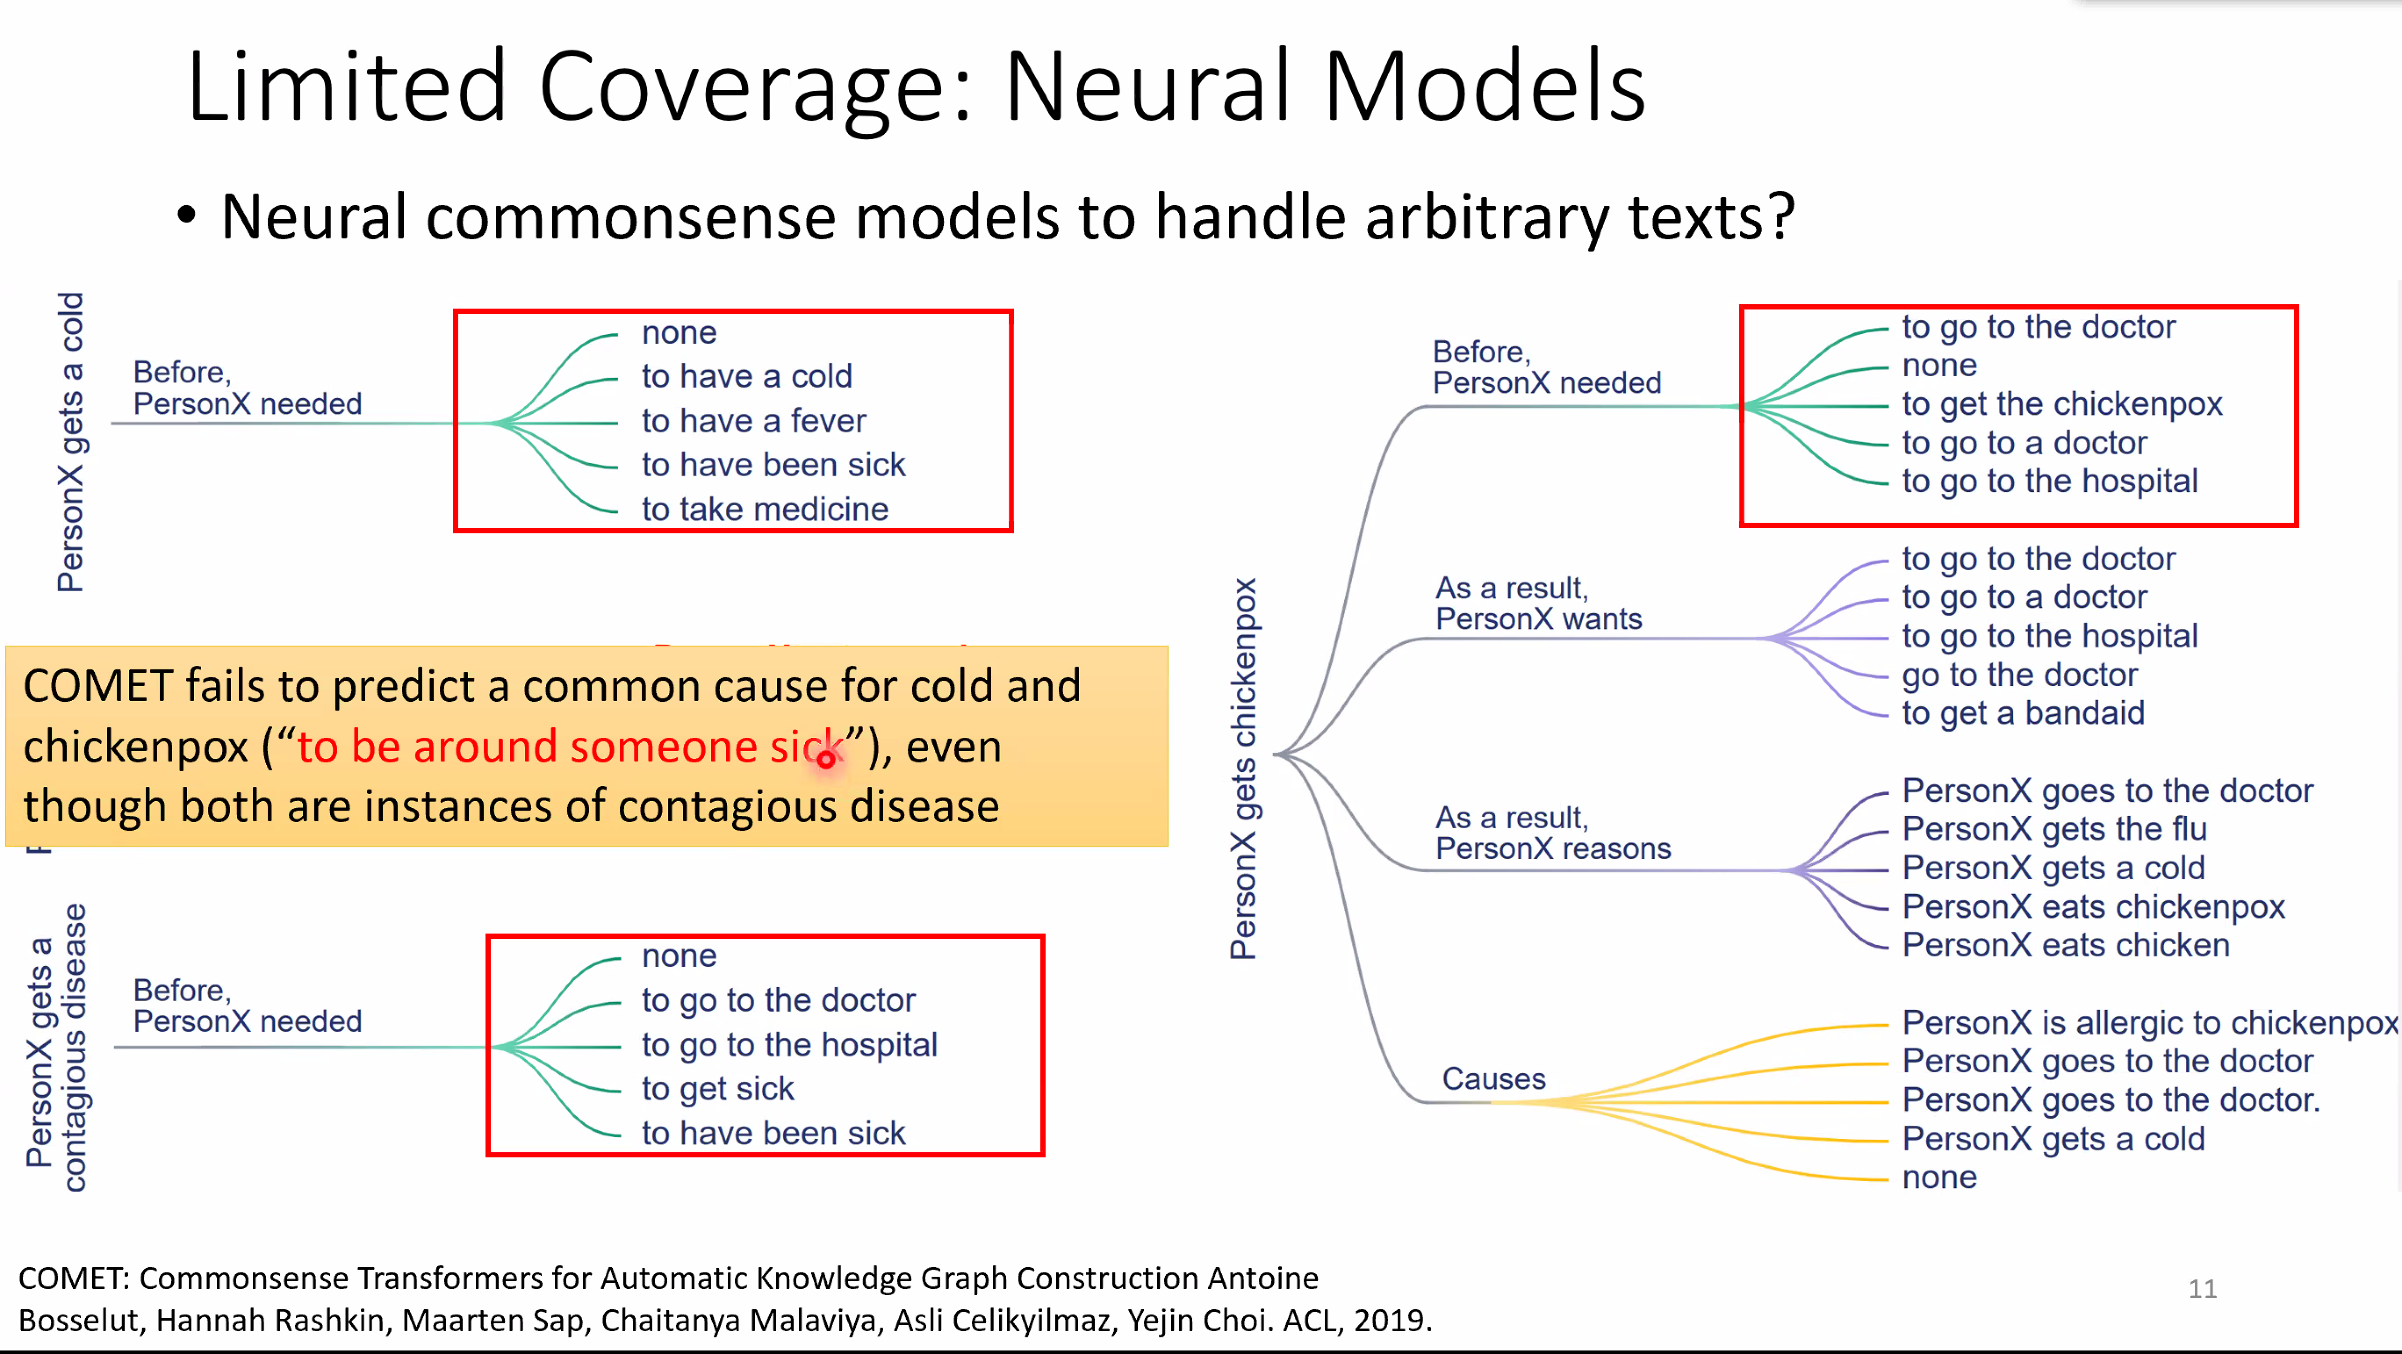 Limited Coverage: Neural Models
• Neural commonsense models to handle arbitrary texts?
PersonX gets a cold
Before,
PersonX needed
none
to have a cold
to have a fever
to have been sick
to take medicine
COMET fails to predict a common cause for cold and
chickenpox (“to be around someone sick”), even
though both are instances of contagious disease
PersonX gets a
contagious disease
Before,
PersonX needed
none
to go to the doctor
to go to the hospital
to get sick
to have been sick
PersonX gets chickenpox
Before,
PersonX needed
to go to the doctor
none
to get the chickenpox
to go to a doctor
to go to the hospital
As a result,
PersonX wants
to go to the doctor
to go to a doctor
to go to the hospital
go to the doctor
to get a bandaid
As a result,
PersonX reasons
PersonX goes to the doctor
PersonX gets the flu
PersonX gets a cold
PersonX eats chickenpox
PersonX eats chicken
Causes
PersonX is allergic to chickenpox
PersonX goes to the doctor
PersonX goes to the doctor.
PersonX gets a cold
none
COMET: Commonsense Transformers for Automatic Knowledge Graph Construction Antoine
Bosselut, Hannah Rashkin, Maarten Sap, Chaitanya Malaviya, Asli Celikyilmaz, Yejin Choi. ACL, 2019.
11